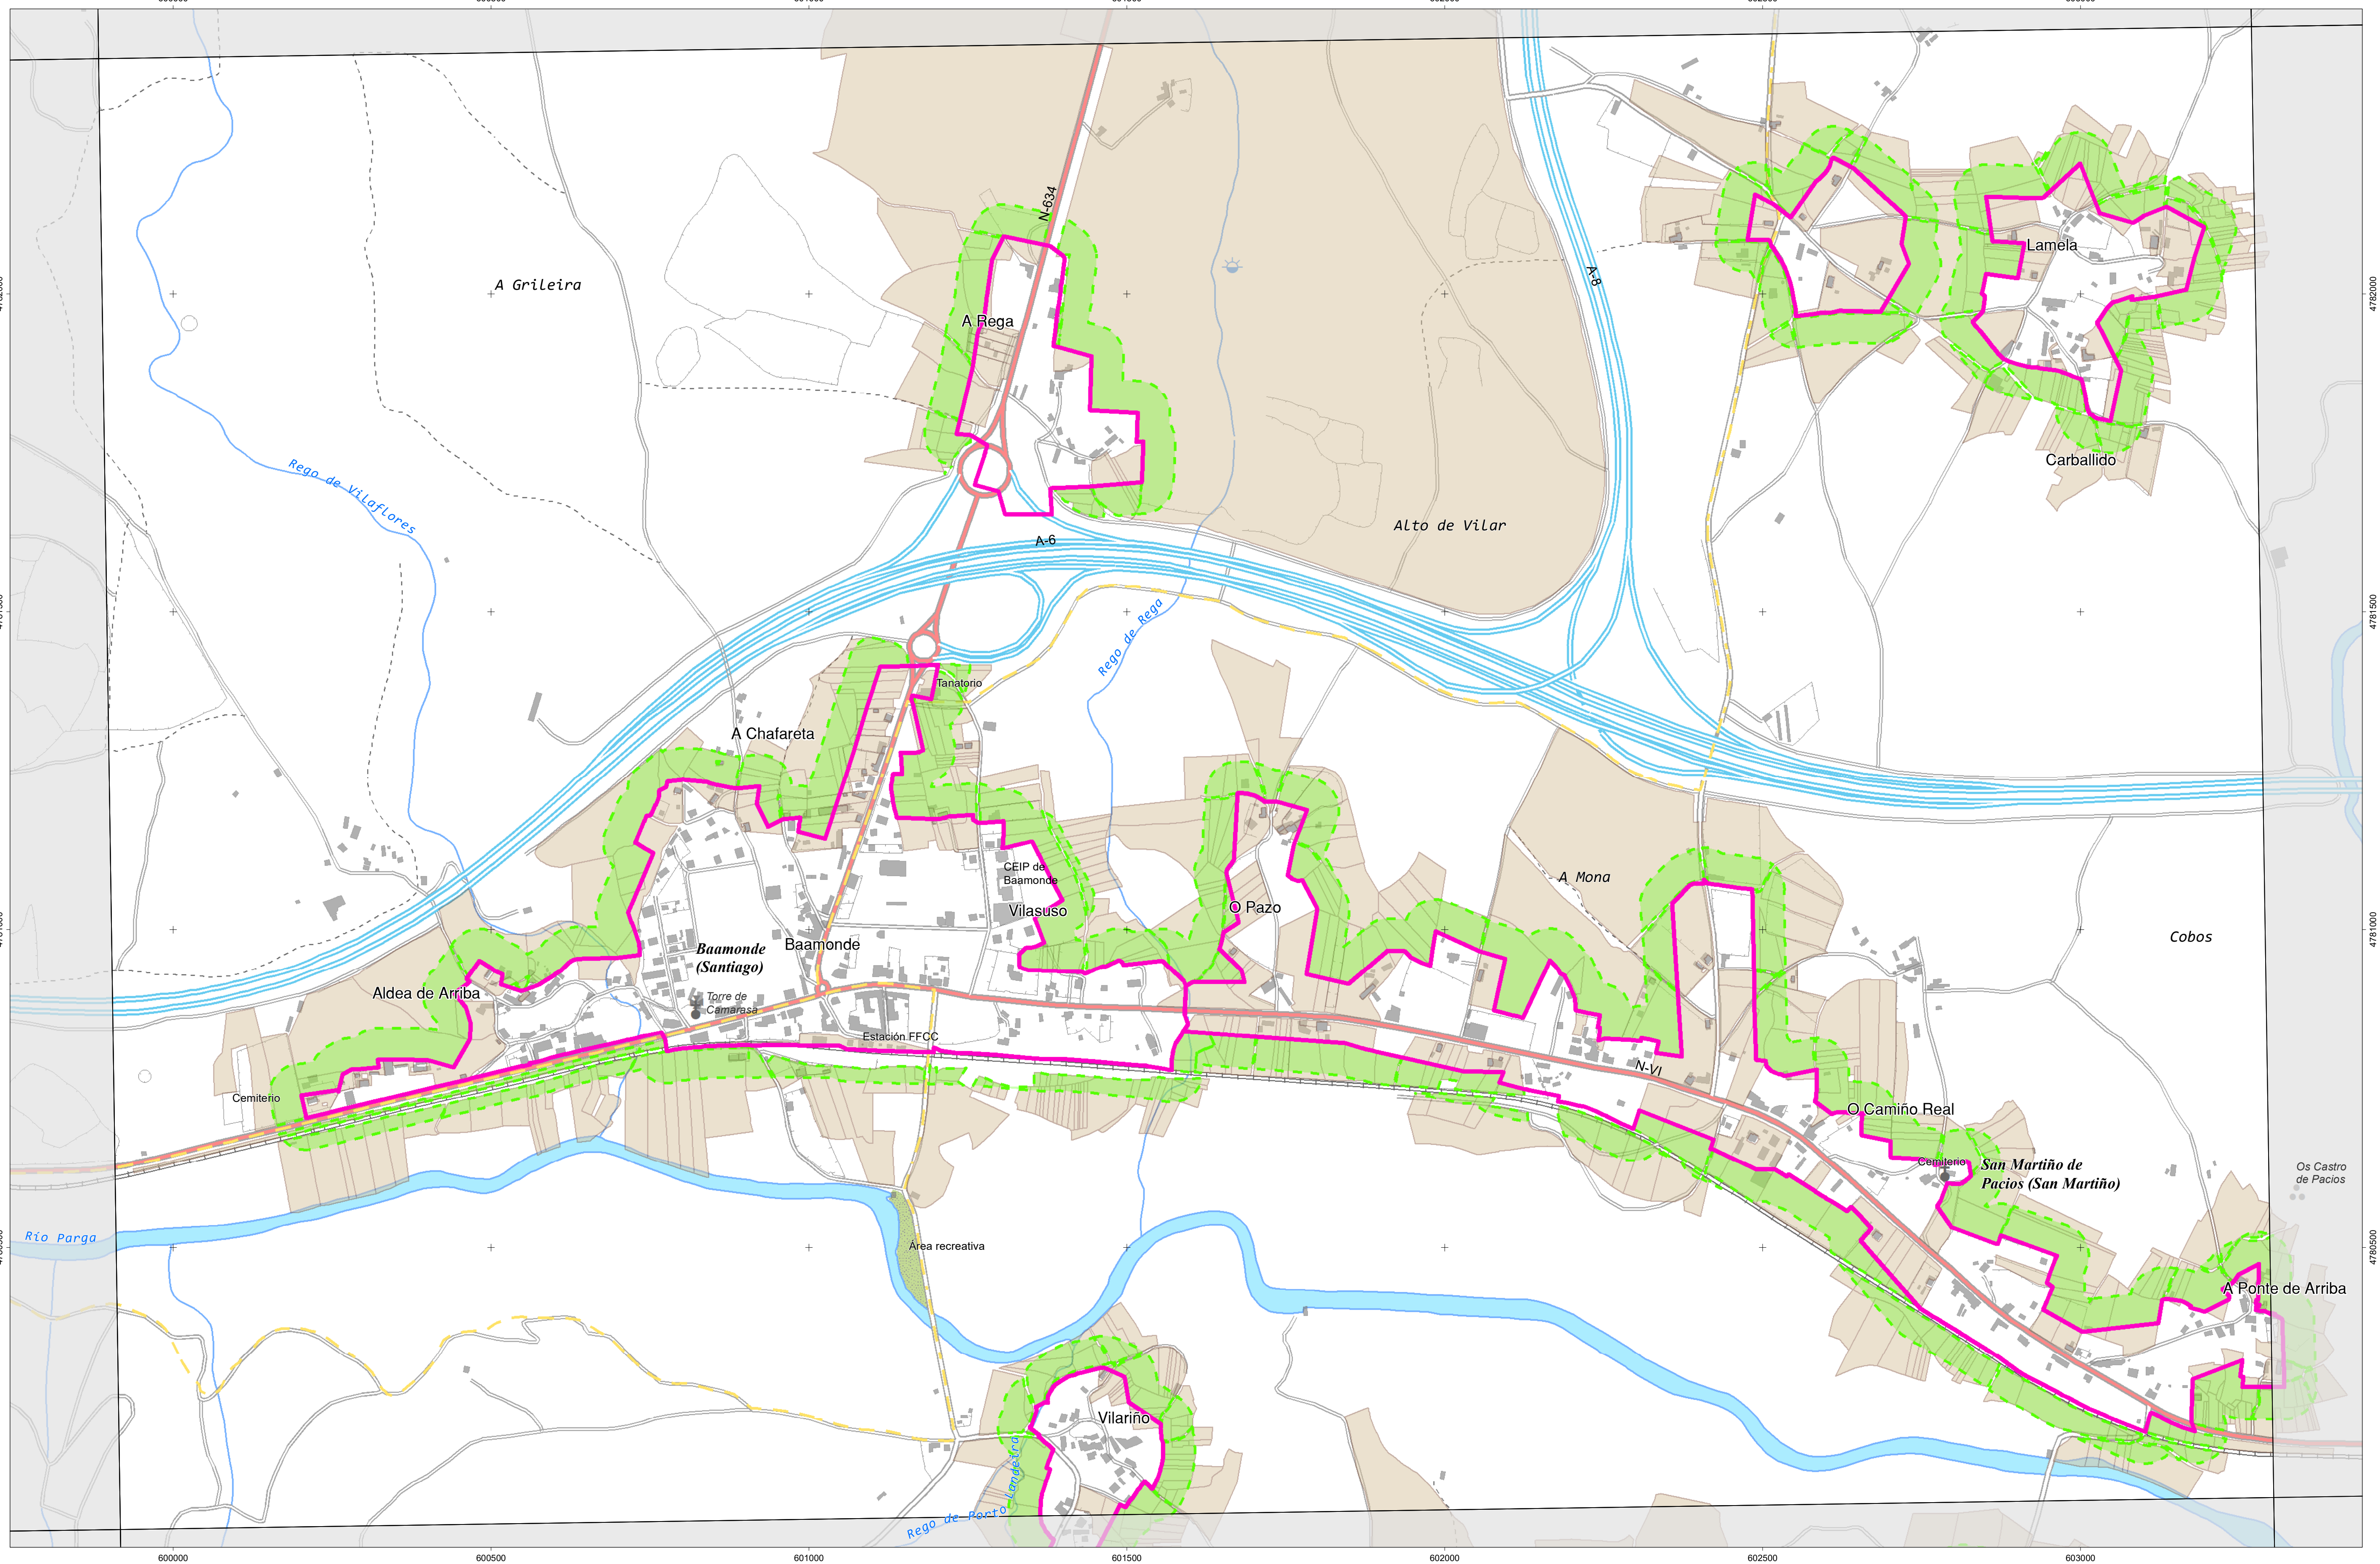 N-634
A Grileira
A-8
Lamela
A Rega
Carballido
Rego de Vilaflores
Alto de Vilar
A-6
4781500
Rego de Rega
Tanatorio
A Chafareta
CEIP de
Baamonde
A Mona
Vilasuso
O Pazo
Baamonde
(Santiago)
Baamonde
Cobos
4781000
Aldea de Arriba
Torre de
Camarasa
Estación FFCC
N-VI
Cemiterio
O Camiño Real
Cemiterio
San Martiño de
Pacios (San Martiño)
Os Castro
de Pacios
Río Parga
Área recreativa
4780500
A Ponte de Arriba
Vilariño
Rego de Porto Landeira
600000
600500
601000
601500
602000
602500
603000